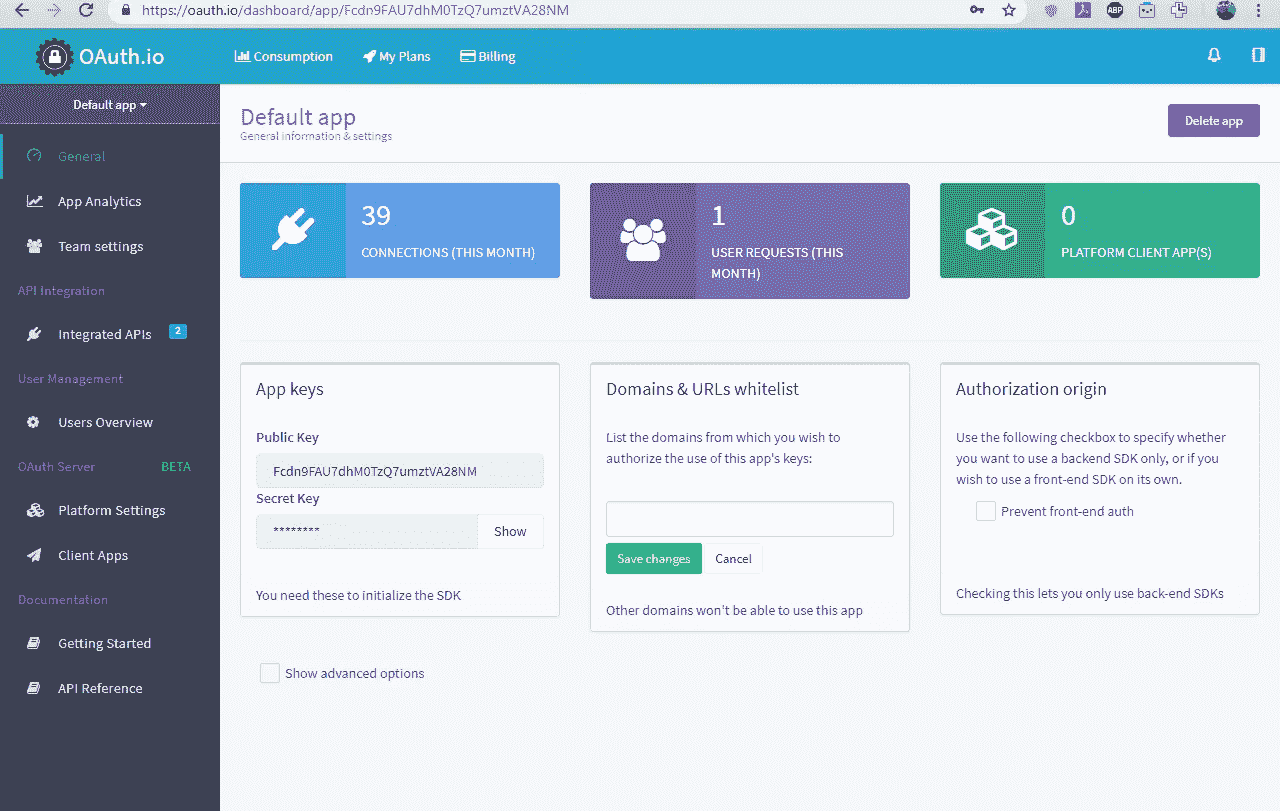 https://oauth.io/dashboard/app/Fcdn9FAU7dhM0TzQ7umztVA28NM
ABP
OAuth.io
Consumption
My Plans
Billing
Default app
General
App Analytics
Team settings
API Integration
Integrated APIs 2
User Management
Users Overview
OAuth Server BETA
Platform Settings
Client Apps
Documentation
Getting Started
API Reference
Default app
General information & settings
Delete app
39
CONNECTIONS (THIS MONTH)
1
USER REQUESTS (THIS
MONTH)
0
PLATFORM CLIENT APP(S)
App keys
Public Key
Fcdn9FAU7dhM0TzQ7umztVA28NM
Secret Key
********
Show
You need these to initialize the SDK
Domains & URLs whitelist
List the domains from which you wish to
authorize the use of this app's keys:
Save changes
Cancel
Other domains won't be able to use this app
Authorization origin
Use the following checkbox to specify whether
you want to use a backend SDK only, or if you
wish to use a front-end SDK on its own.
Prevent front-end auth
Checking this lets you only use back-end SDKs
Show advanced options